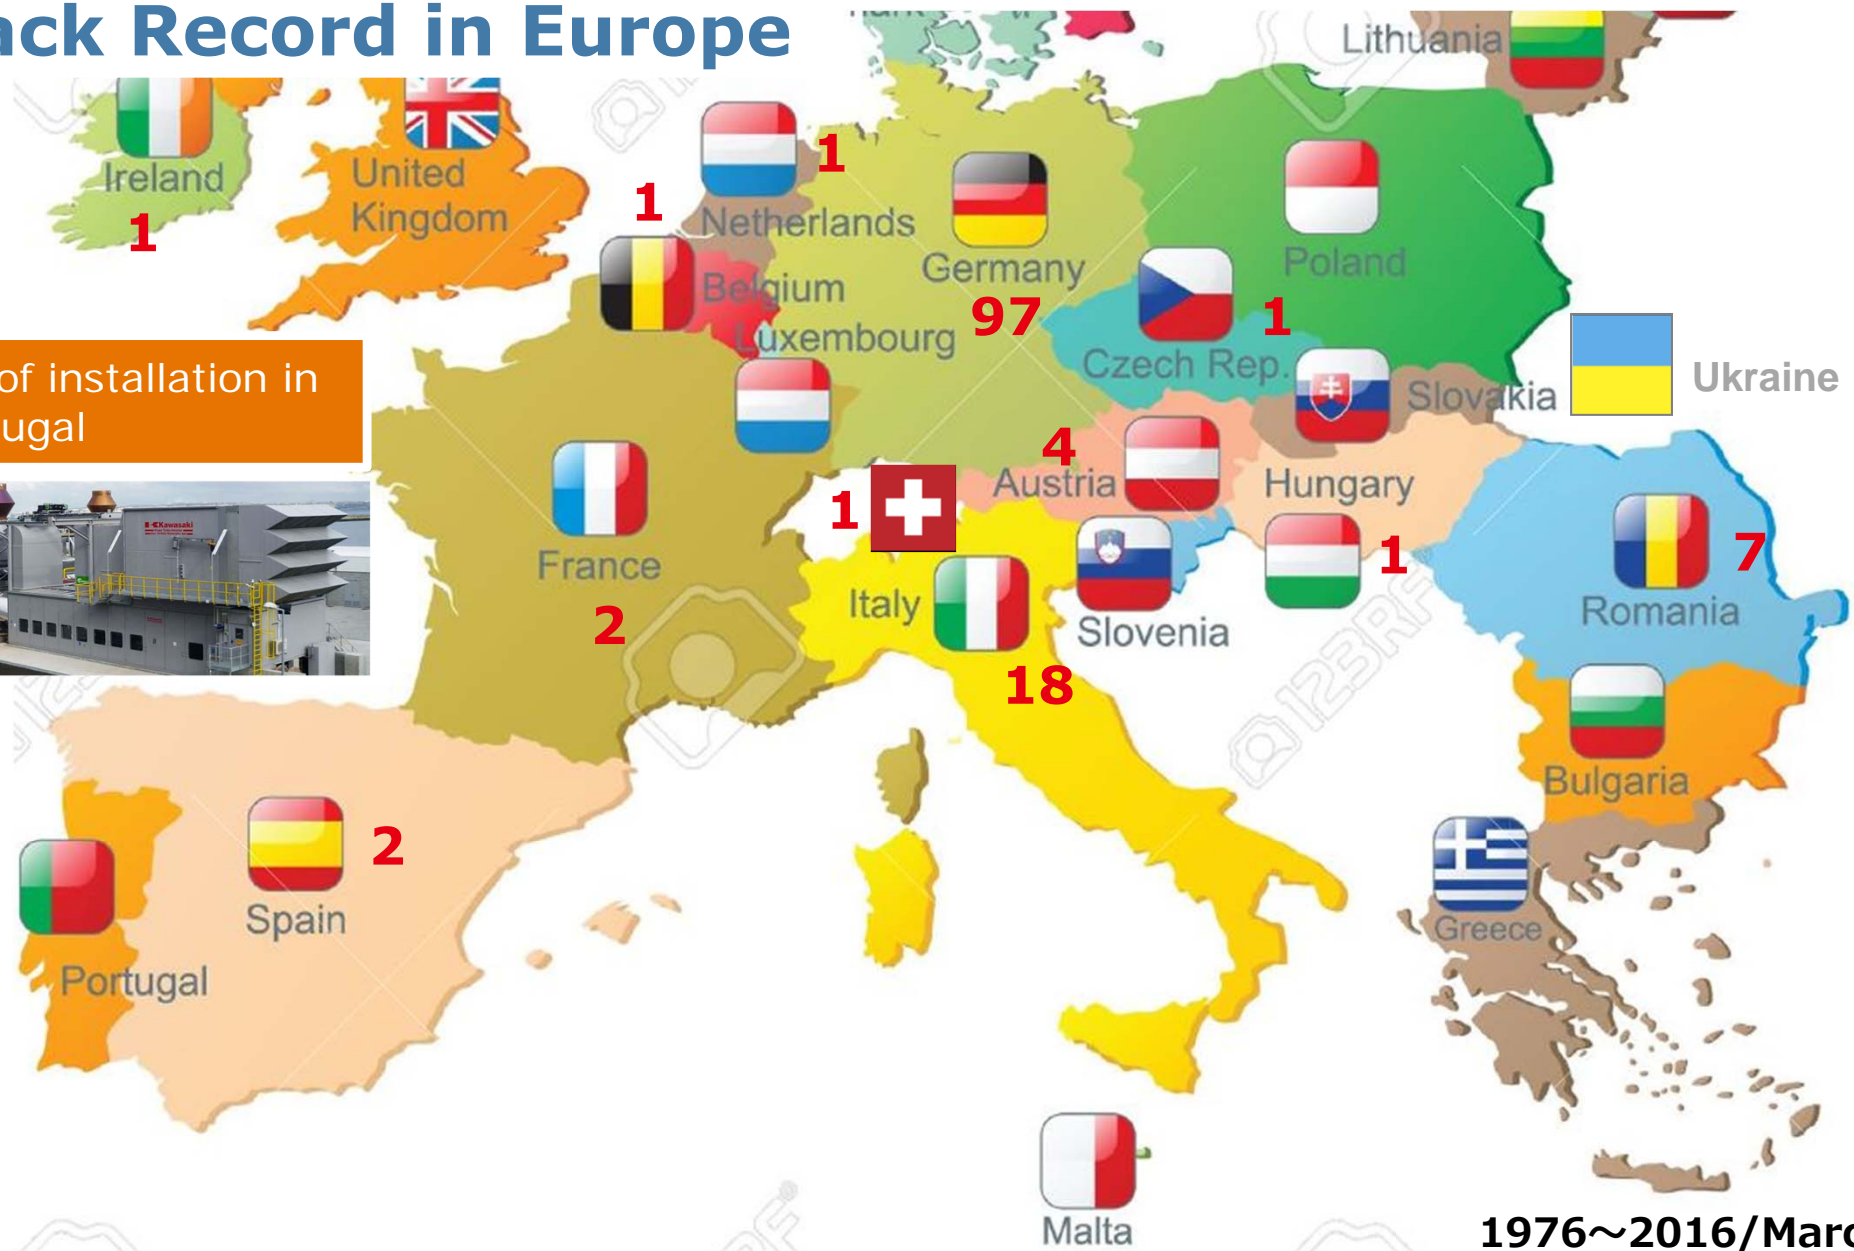 ack Record in Europe
Lithuania
Ireland
1
United
Kingdom
1
Netherlands
1
Germany
97
Poland
Belgium
Luxembourg
Czech Rep.
1
Slovakia
Ukraine
of installation in
ugal
Kawasaki
4
Austria
Hungary
1
1
France
2
Italy
18
Slovenia
Romania
7
Bulgaria
Spain
2
Portugal
Greece
Malta
123RF
1976～2016/Marc